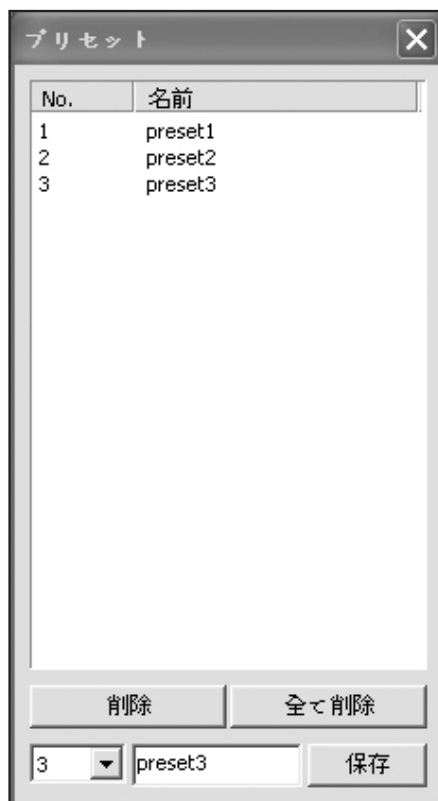 プリセット
No. 名前
1 preset1
2 preset2
3 preset3
削除 全て削除
3 preset3 保存